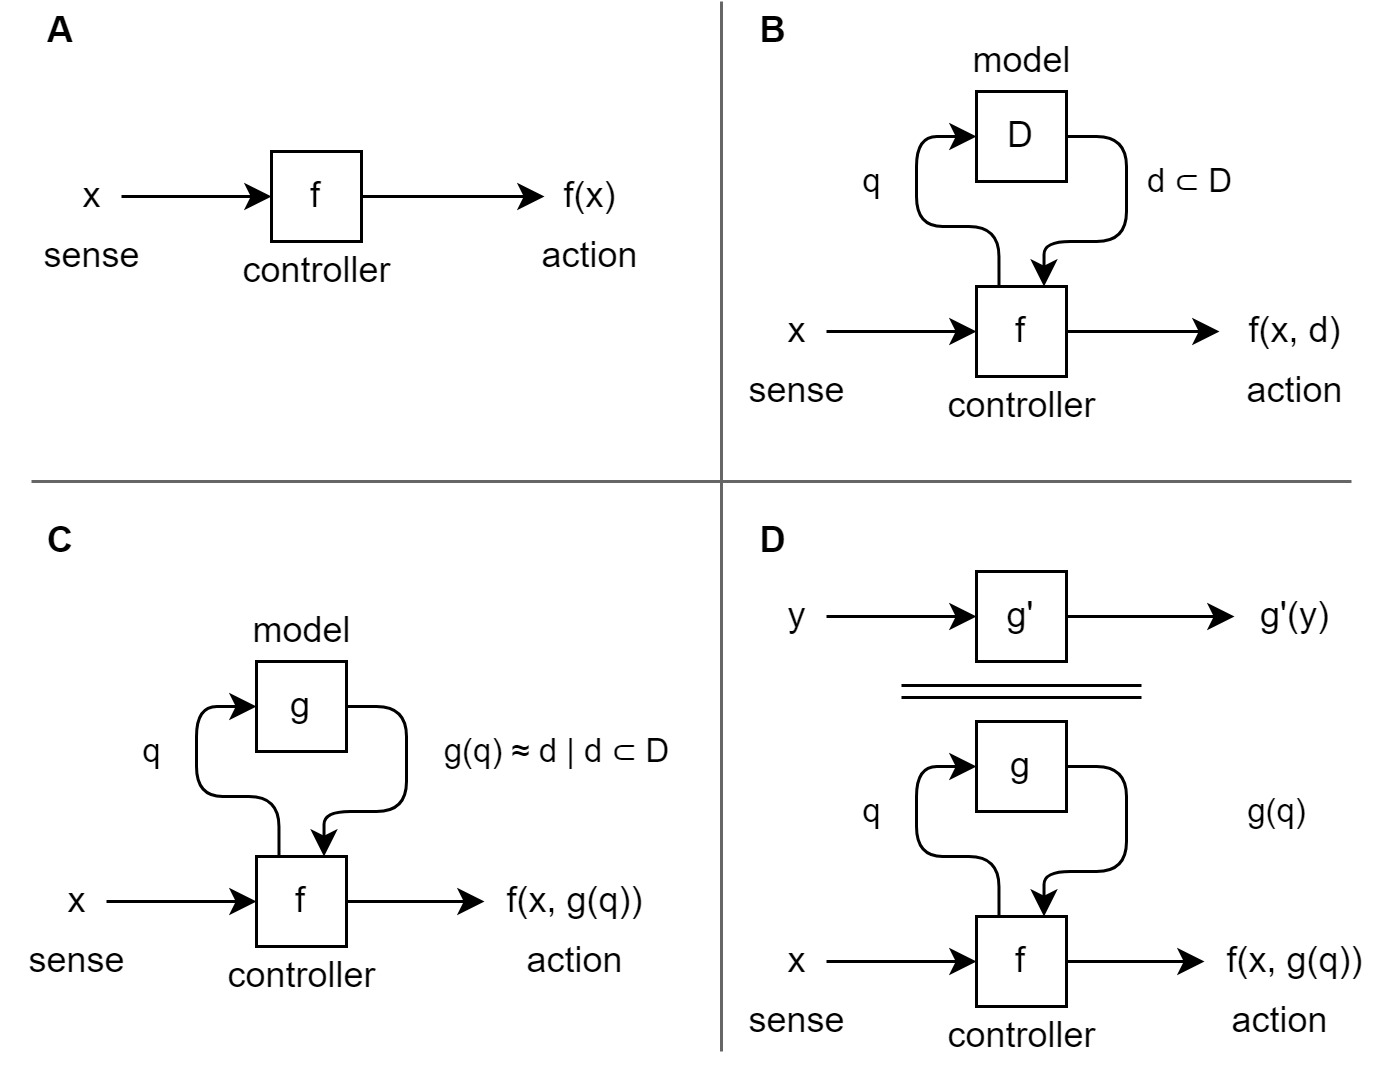 A
x
f
f(x)
sense
controller
action
B
model
D
q
d ⊂ D
x
f
f(x, d)
sense
controller
action
C
model
g
q
g(q) ≈ d | d ⊂ D
x
f
f(x, g(q))
sense
controller
action
D
y
g'
g'(y)
g
q
g(q)
x
f
f(x, g(q))
sense
controller
action